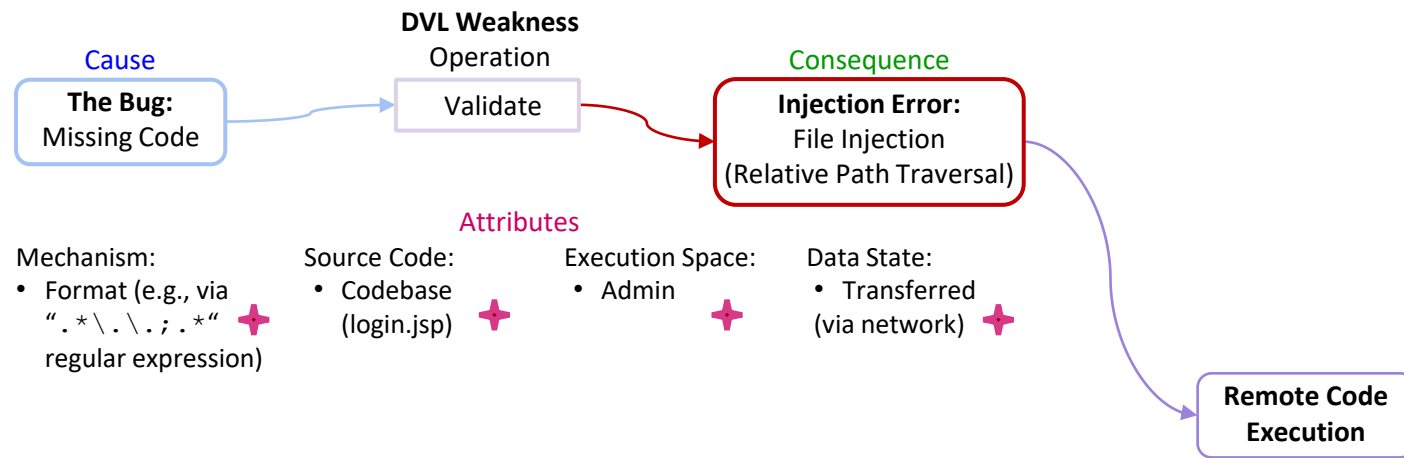 DVL Weakness
Cause
Operation
Consequence
The Bug:
Missing Code
Validate
Injection Error:
File Injection
(Relative Path Traversal)
Attributes
Mechanism:
• Format (e.g., via
“.*\.\.;.*“
regular expression)
Source Code:
• Codebase
(login.jsp)
Execution Space:
• Admin
Data State:
• Transferred
(via network)
Remote Code
Execution